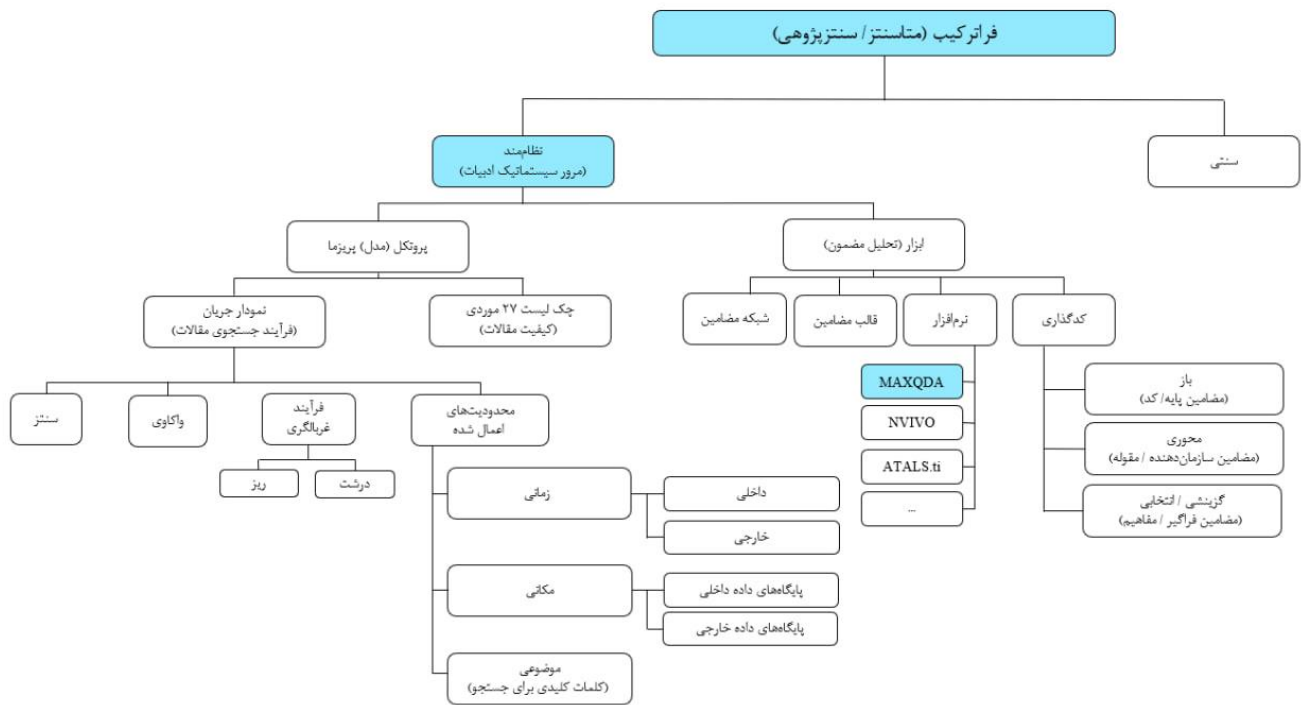 فراترکیب (متاسنتز / سنتزپژوهی)
سنتی
نظام‌مند
(مرور سیستماتیک ادبیات)
ابزار (تحلیل مضمون)
پروتکل (مدل) پریزما
کدگذاری
نرم‌افزار
قالب مضامین
شبکه مضامین
چک لیست ۲۷ موردی
(کیفیت مقالات)
نمودار جریان
(فرآیند جستجوی مقالات)
باز
(مضامین پایه/ کد)
محوری
(مضامین سازمان‌دهنده / مقوله)
گزینشی / انتخابی
(مضامین فراگیر / مفاهیم)
MAXQDA
NVIVO
ATALS.ti
...
محدودیت‌های
اعمال شده
فرآیند
غربالگری
واکاوی
سنتز
درشت
ریز
زمانی
داخلی
خارجی
مکانی
پایگاه‌های داده داخلی
پایگاه‌های داده خارجی
موضوعی
(کلمات کلیدی برای جستجو)